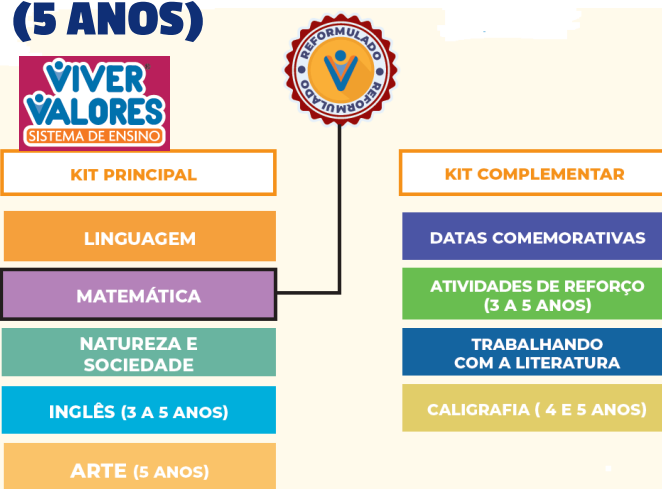 (5 ANOS)
REFORMULADO
REFORMULADO
REFORMULADO
VIVER
VALORES
SISTEMA DE ENSINO
KIT PRINCIPAL
LINGUAGEM
MATEMÁTICA
NATUREZA E
SOCIEDADE
INGLÊS (3 A 5 ANOS)
ARTE (5 ANOS)
KIT COMPLEMENTAR
DATAS COMEMORATIVAS
ATIVIDADES DE REFORÇO
(3 A 5 ANOS)
TRABALHANDO
COM A LITERATURA
CALIGRAFIA ( 4 E 5 ANOS)